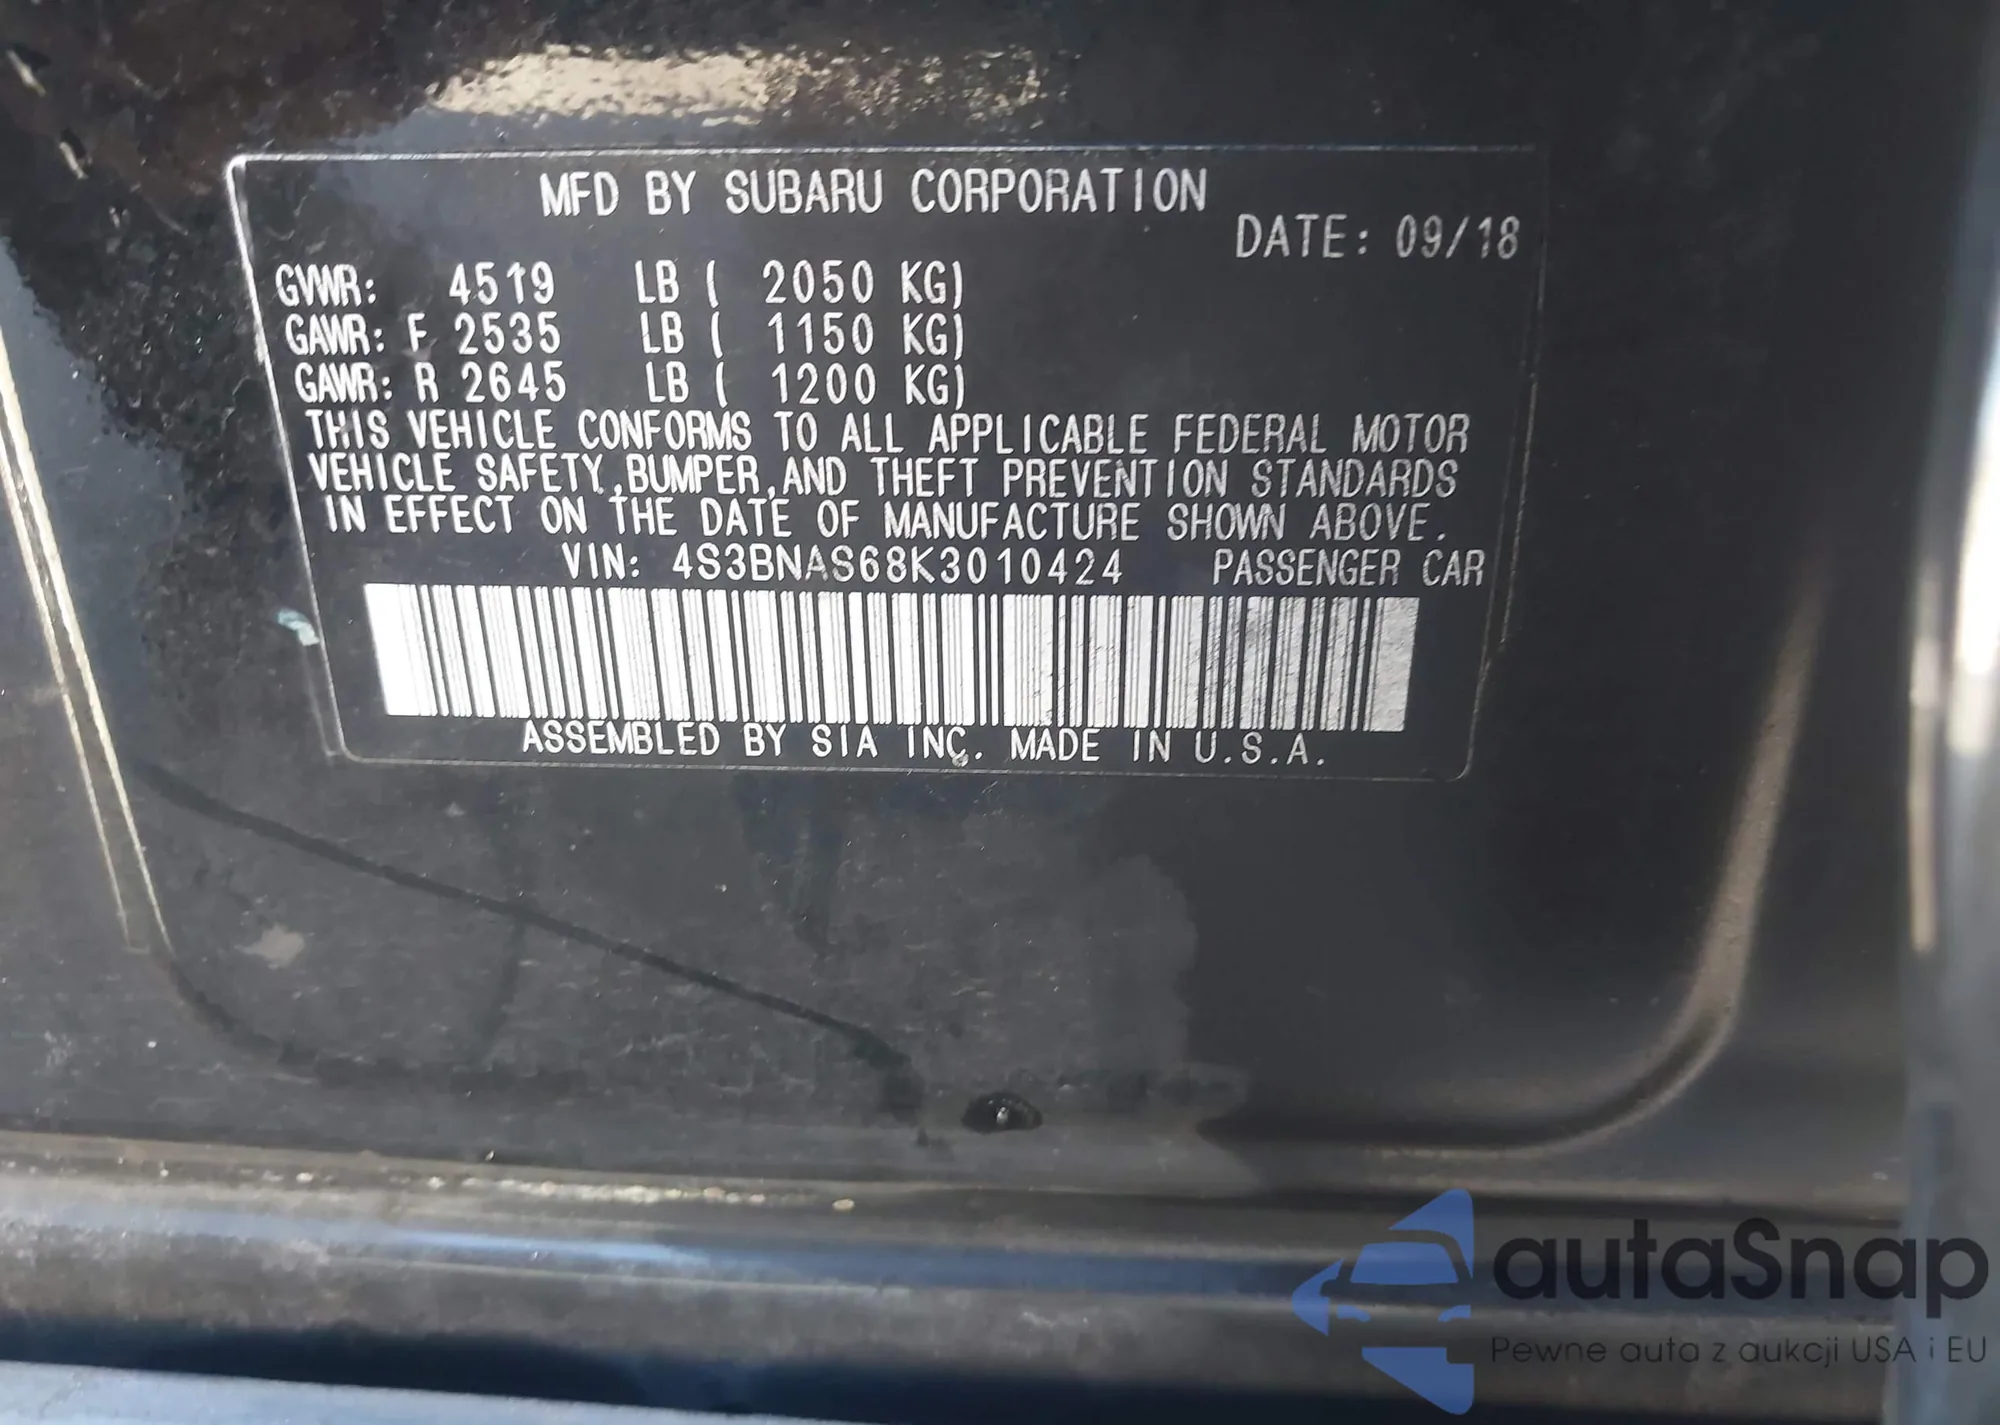 MFD BY SUBARU CORPORATION
DATE: 09/18
GVWR: 4519 LB ( 2050 KG)
GAWR: F 2535 LB ( 1150 KG)
GAWR: R 2645 LB ( 1200 KG)
THIS VEHICLE CONFORMS TO ALL APPLICABLE FEDERAL MOTOR
VEHICLE SAFETY,BUMPER,AND THEFT PREVENTION STANDARDS
IN EFFECT ON THE DATE OF MANUFACTURE SHOWN ABOVE.
VIN: 4S3BNAS68K3010424 PASSENGER CAR
ASSEMBLED BY SIA INC. MADE IN U.S.A.
autaSnap
Pewne auta z aukcji USA i EU